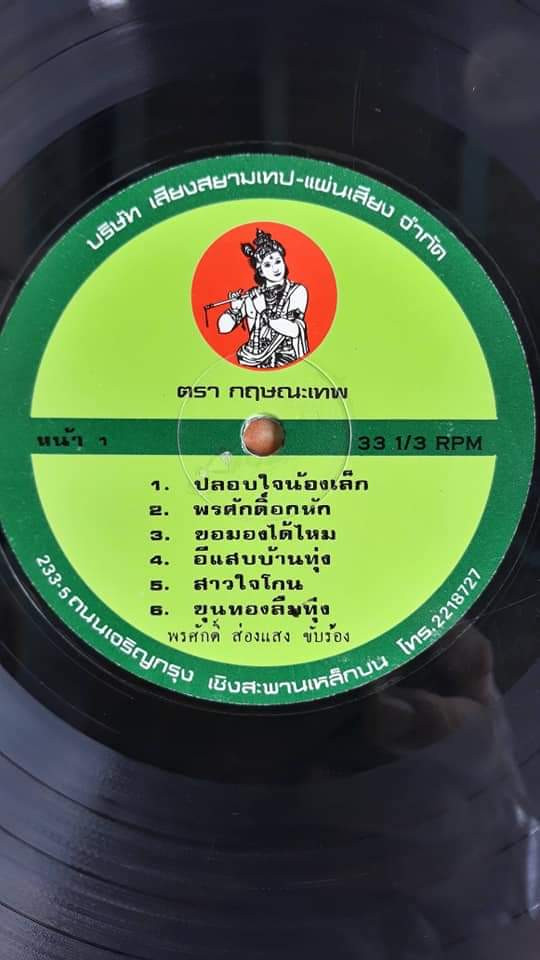 บริษัท เสียงสยามเทป-แผ่นเสียง จำกัด
ตรา กฤษณะเทพ
หน้า 1
33 1/3 RPM
1. ปลอบใจน้องเล็ก
2. พรศักดิ์อกหัก
3. ขอมองได้ไหม
4. อีแสบบ้านทุ่ง
5. สาวใจโกน
6. ขุนทองลืมทุ่ง
พรศักดิ์ ส่องแสง ขับร้อง
233-5 ถนนเจริญกรุง เชิงสะพานเหล็กบน โทร.2218727